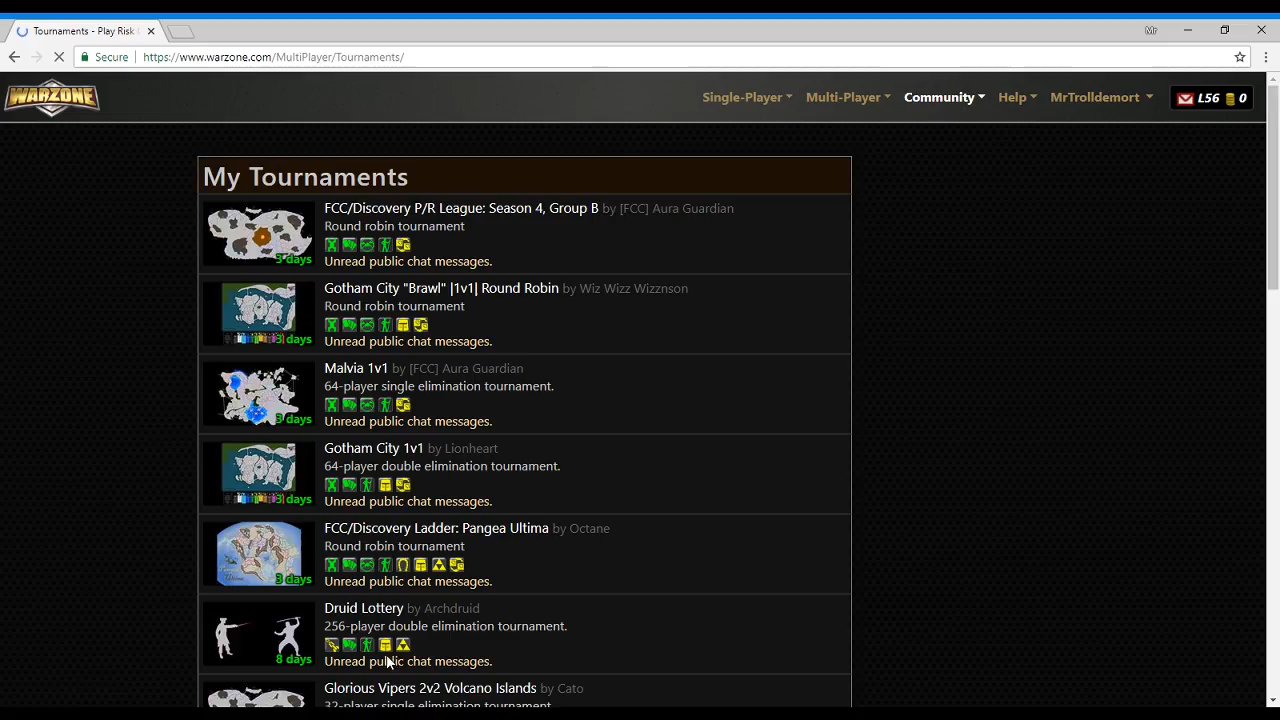 Tournaments - Play Risk
Mr
Secure https://www.warzone.com/MultiPlayer/Tournaments/
WARZONE Single-Player Multi-Player Community Help MrTrolldemort L56 0
My Tournaments
FCC/Discovery P/R League: Season 4, Group B by [FCC] Aura Guardian
Round robin tournament
3 days
Unread public chat messages.
Gotham City "Brawl" |1v1| Round Robin by Wiz Wizz Wizznson
Round robin tournament
3 days
Unread public chat messages.
Malvia 1v1 by [FCC] Aura Guardian
64-player single elimination tournament.
3 days
Unread public chat messages.
Gotham City 1v1 by Lionheart
64-player double elimination tournament.
3 days
Unread public chat messages.
FCC/Discovery Ladder: Pangea Ultima by Octane
Round robin tournament
3 days
Unread public chat messages.
Druid Lottery by Archdruid
256-player double elimination tournament.
8 days
Unread public chat messages.
Glorious Vipers 2v2 Volcano Islands by Cato
32-player single elimination tournament.